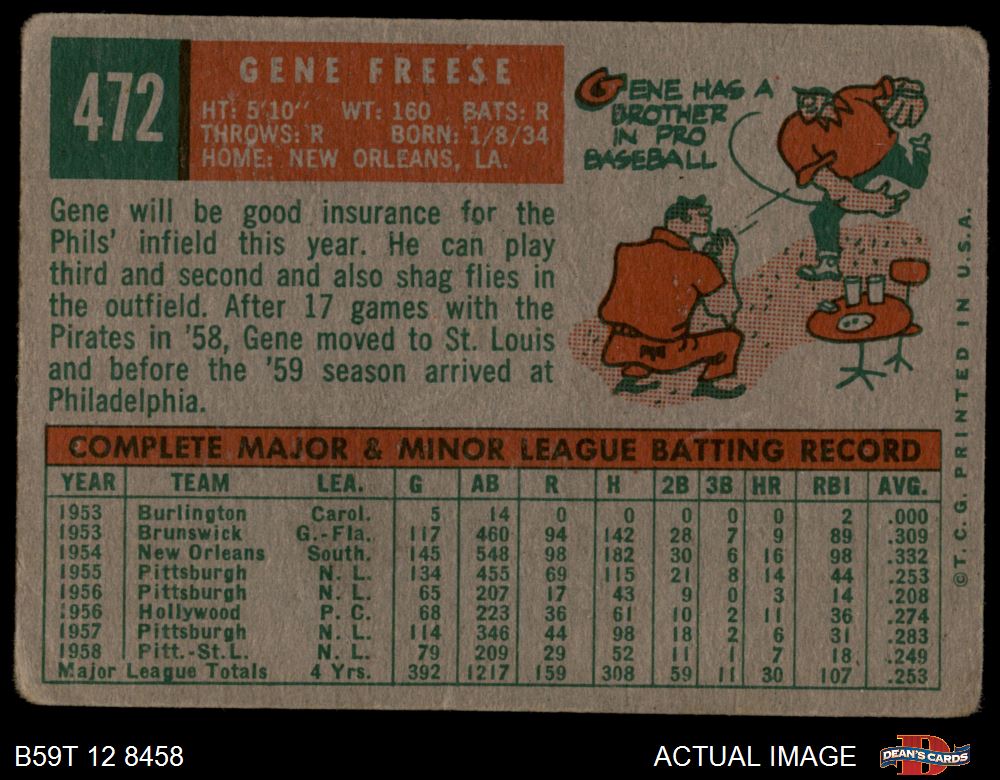 472
GENE FREESE
HT: 5'10" WT: 160 BATS: R
THROWS: R BORN: 1/8/34
HOME: NEW ORLEANS, LA.
GENE HAS A
BROTHER
IN PRO
BASEBALL
Gene will be good insurance for the
Phils' infield this year. He can play
third and second and also shag flies in
the outfield. After 17 games with the
Pirates in '58, Gene moved to St. Louis
and before the '59 season arrived at
Philadelphia.
COMPLETE MAJOR & MINOR LEAGUE BATTING RECORD
YEAR TEAM LEA. G AB R H 2B 3B HR RBI AVG.
1953 Burlington Carol. 5 14 0 0 0 0 0 2 .000
1953 Brunswick G.-Fla. 117 460 94 142 28 7 9 89 .309
1954 New Orleans South. 145 548 98 182 30 6 16 98 .332
1955 Pittsburgh N. L. 134 455 69 115 21 8 14 44 .253
1956 Pittsburgh N. L. 65 207 17 43 9 0 3 14 .208
1956 Hollywood P. C. 68 223 36 61 10 2 11 36 .274
1957 Pittsburgh N. L. 114 346 44 98 18 2 6 31 .283
1958 Pitt.-St.L. N. L. 79 209 29 52 11 1 7 18 .249
Major League Totals 4 Yrs. 392 1217 159 308 59 11 30 107 .253
©T. C. G. PRINTED IN U.S.A.
B59T 12 8458
ACTUAL IMAGE
DEAN'S CARDS